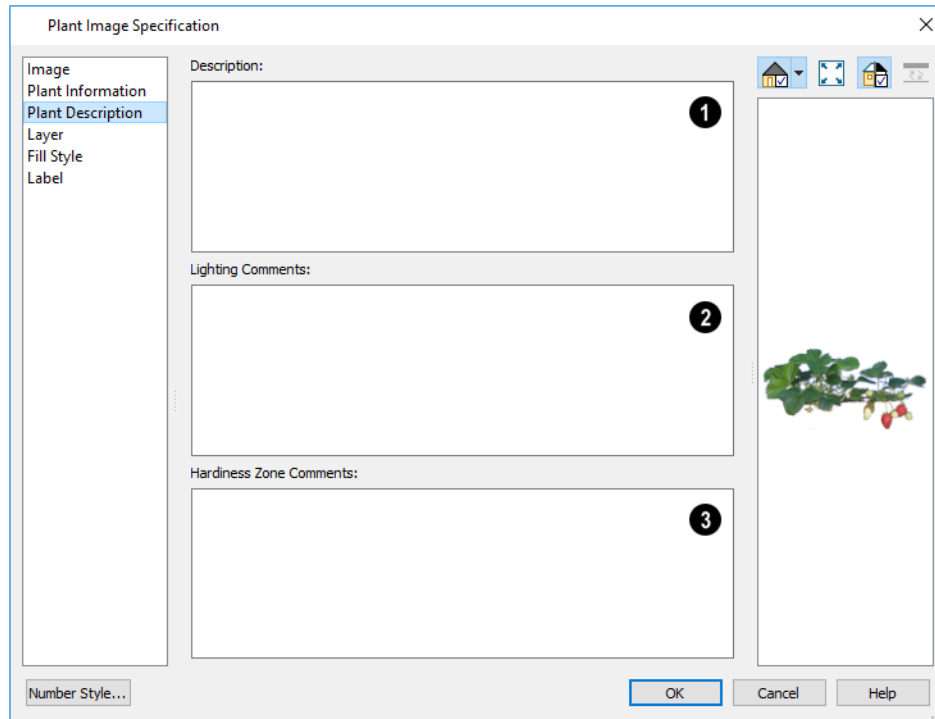 Plant Image Specification
Image
Plant Information
Plant Description
Layer
Fill Style
Label
Description:
1
Lighting Comments:
2
Hardiness Zone Comments:
3
Number Style...
OK
Cancel
Help